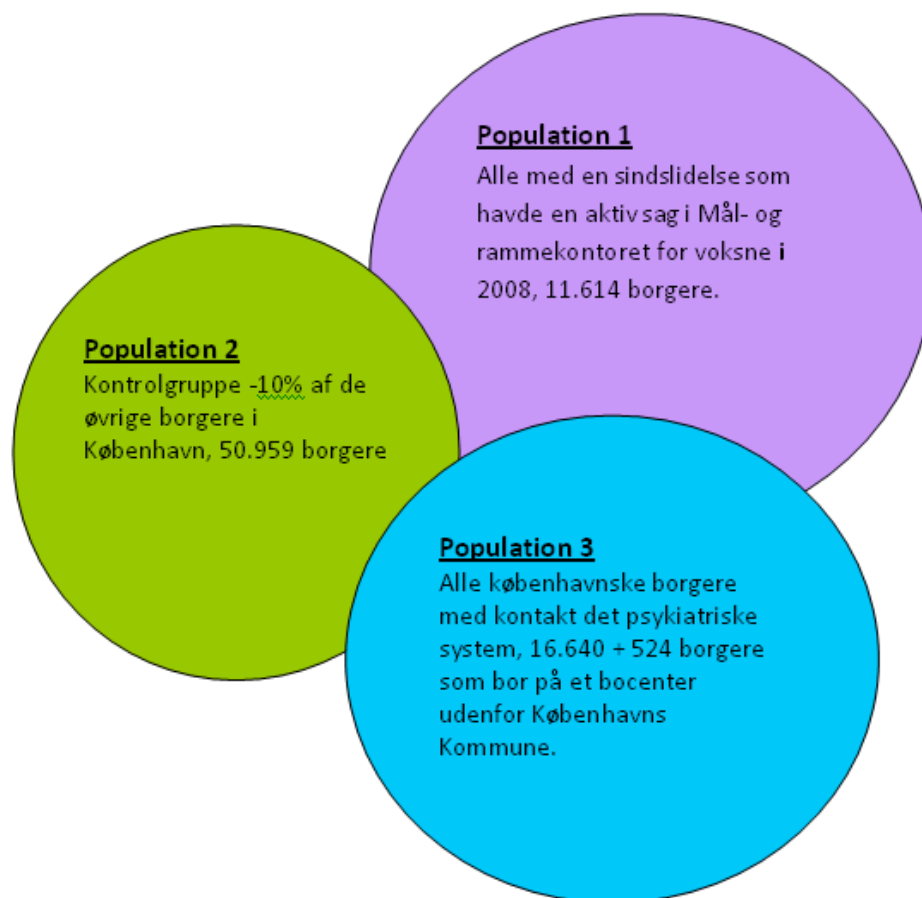 Population 1
Alle med en sindslidelse som
havde en aktiv sag i Mål- og
rammekontoret for voksne i
2008, 11.614 borgere.
Population 2
Kontrolgruppe -10% af de
øvrige borgere i
København, 50.959 borgere
Population 3
Alle københavnske borgere
med kontakt det psykiatriske
system, 16.640 + 524 borgere
som bor på et bocenter
udenfor Københavns
Kommune.